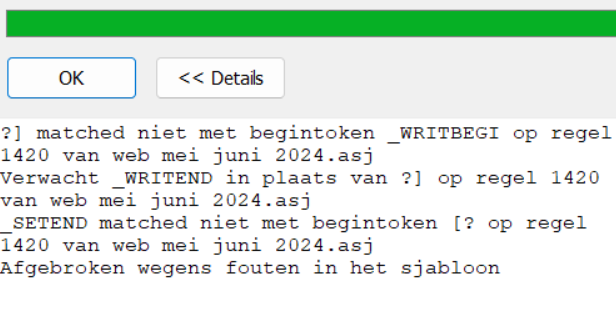 OK
<< Details
?] matched niet met begintoken _WRITBEGI op regel
1420 van web mei juni 2024.asj
Verwacht _WRITEND in plaats van ?] op regel 1420
van web mei juni 2024.asj
_SETEND matched niet met begintoken [? op regel
1420 van web mei juni 2024.asj
Afgebroken wegens fouten in het sjabloon